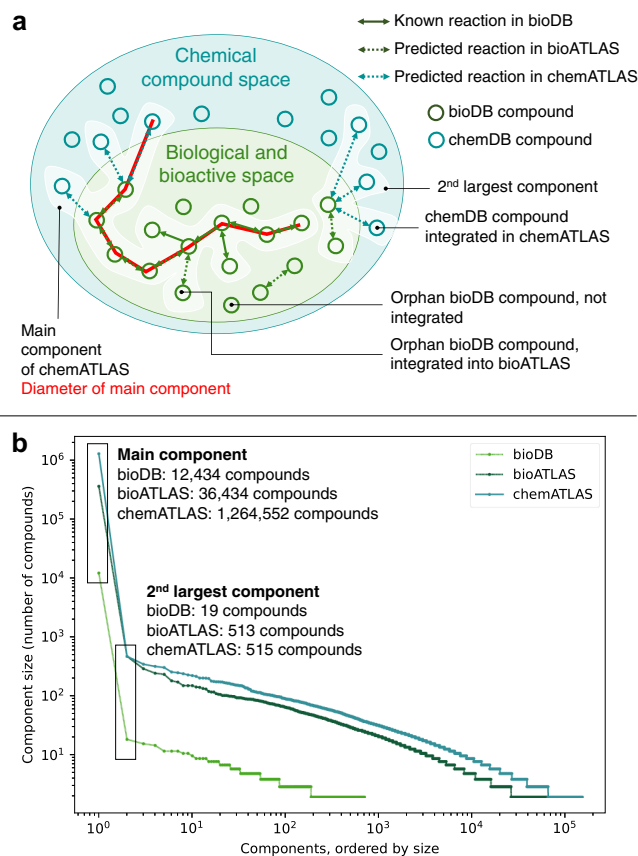 a
Known reaction in bioDB
Predicted reaction in bioATLAS
Predicted reaction in chemATLAS
bioDB compound
chemDB compound
Chemical
compound space
Biological and
bioactive space
2nd largest component
chemDB compound
integrated in chemATLAS
Orphan bioDB compound, not
integrated
Orphan bioDB compound,
integrated into bioATLAS
Main
component
of chemATLAS
Diameter of main component
b
Main component
bioDB: 12,434 compounds
bioATLAS: 36,434 compounds
chemATLAS: 1,264,552 compounds
2nd largest component
bioDB: 19 compounds
bioATLAS: 513 compounds
chemATLAS: 515 compounds
bioDB
bioATLAS
chemATLAS
Component size (number of compounds)
10^6
10^5
10^4
10^3
10^2
10^1
10^0 10^1 10^2 10^3 10^4 10^5
Components, ordered by size